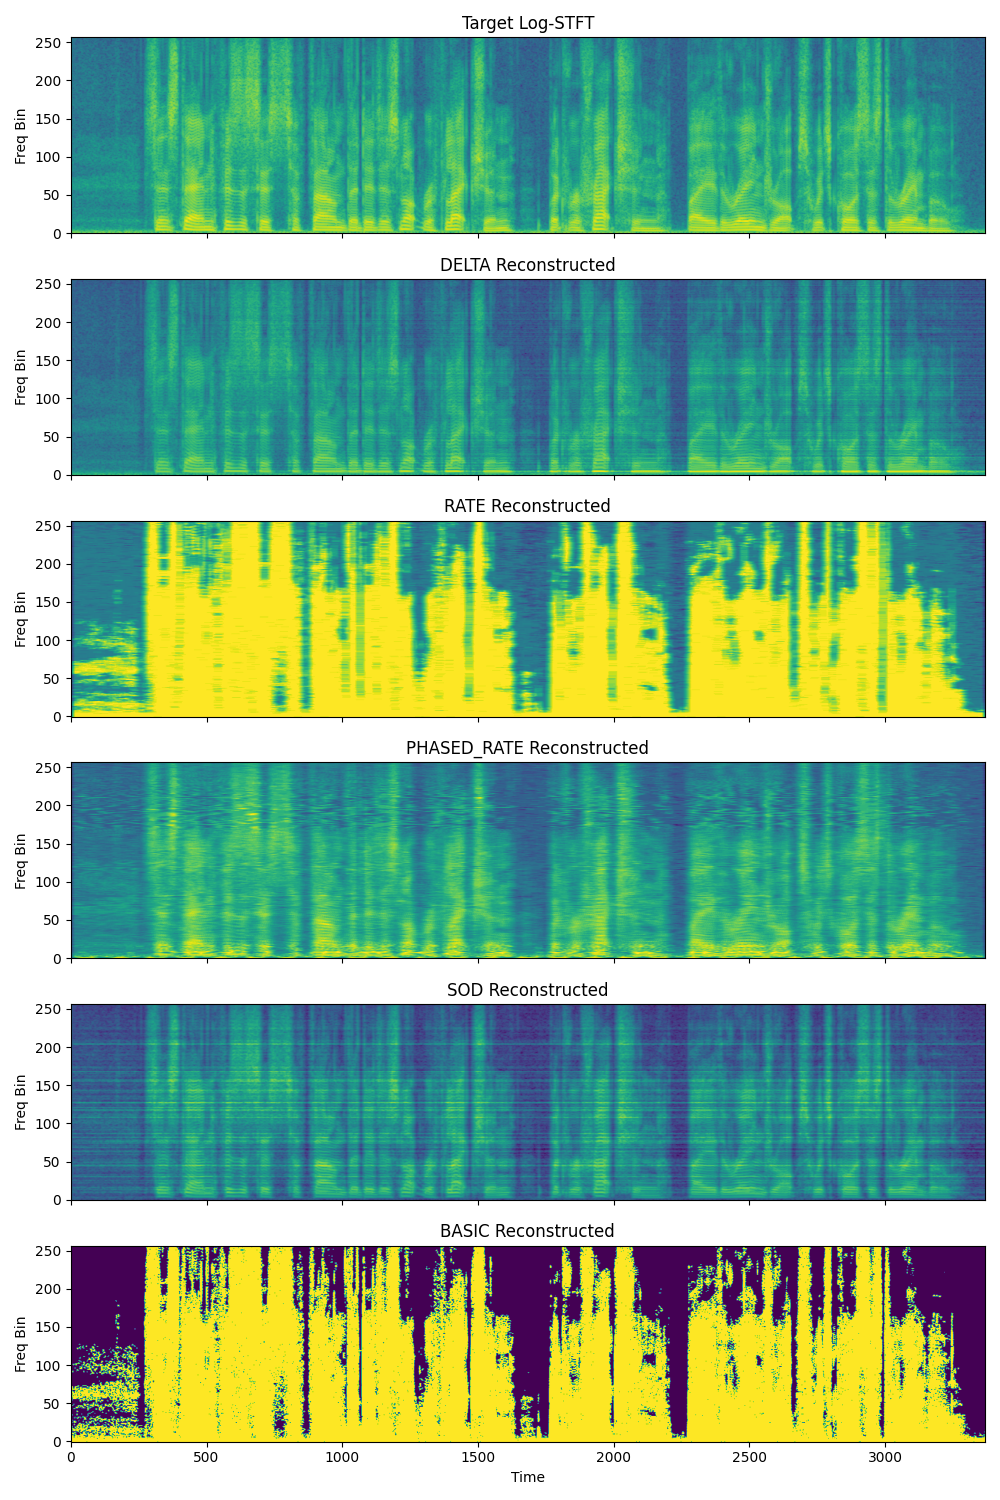 Target Log-STFT
250
200
150
100
50
0
Freq Bin
DELTA Reconstructed
250
200
150
100
50
0
Freq Bin
RATE Reconstructed
250
200
150
100
50
0
Freq Bin
PHASED_RATE Reconstructed
250
200
150
100
50
0
Freq Bin
SOD Reconstructed
250
200
150
100
50
0
Freq Bin
BASIC Reconstructed
250
200
150
100
50
0
Freq Bin
0 500 1000 1500 2000 2500 3000
Time